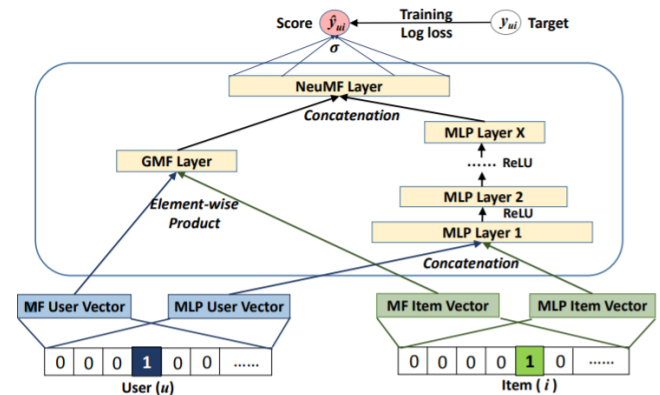 Score ŷui Training yui Target
Log loss
σ
NeuMF Layer
Concatenation
MLP Layer X
GMF Layer
...... ReLU
Element-wise
Product
MLP Layer 2
ReLU
MLP Layer 1
Concatenation
MF User Vector MLP User Vector MF Item Vector MLP Item Vector
0 0 0 1 0 0 ...... 0 0 0 0 1 0 ......
User (u) Item (i)